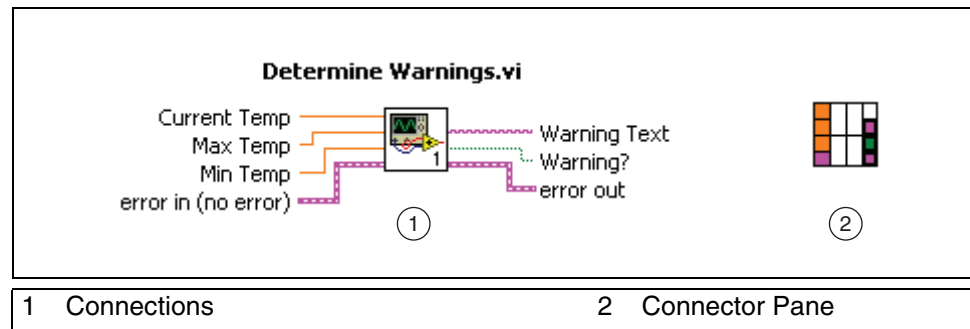 Determine Warnings.vi
Current Temp
Max Temp
Min Temp
error in (no error)
1
Warning Text
Warning?
error out
1
2
1 Connections 2 Connector Pane